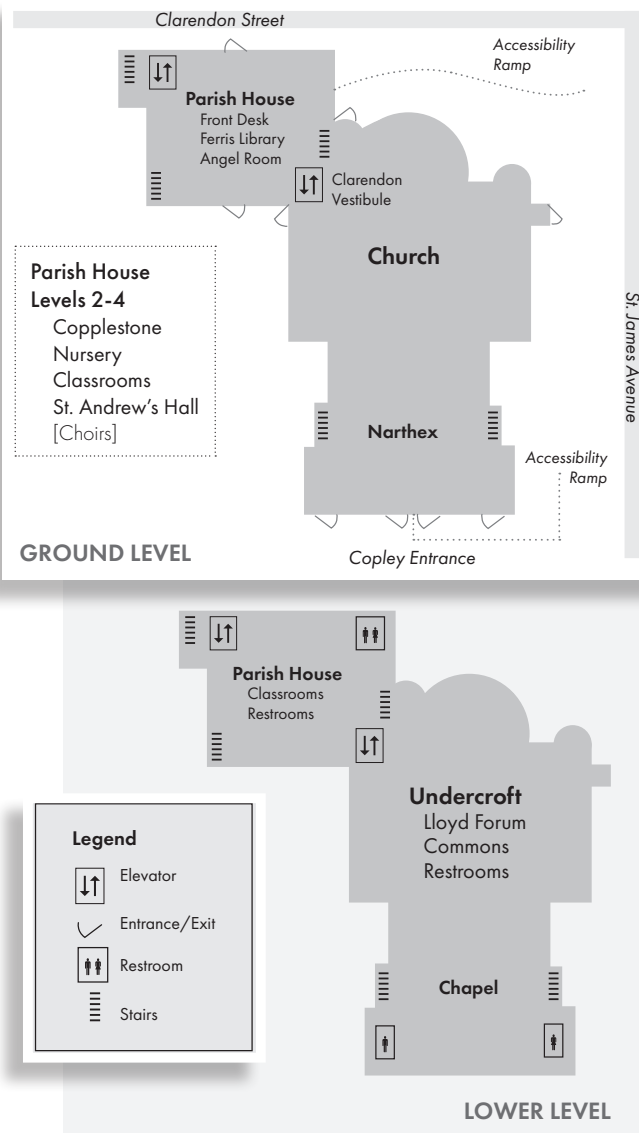 Clarendon Street
Accessibility
Ramp
Parish House
Front Desk
Ferris Library
Angel Room
Clarendon
Vestibule
Church
Parish House
Levels 2-4
Copplestone
Nursery
Classrooms
St. Andrew's Hall
[Choirs]
St. James Avenue
Narthex
Accessibility
Ramp
GROUND LEVEL
Copley Entrance
Parish House
Classrooms
Restrooms
Undercroft
Lloyd Forum
Commons
Restrooms
Legend
Elevator
Entrance/Exit
Restroom
Stairs
Chapel
LOWER LEVEL